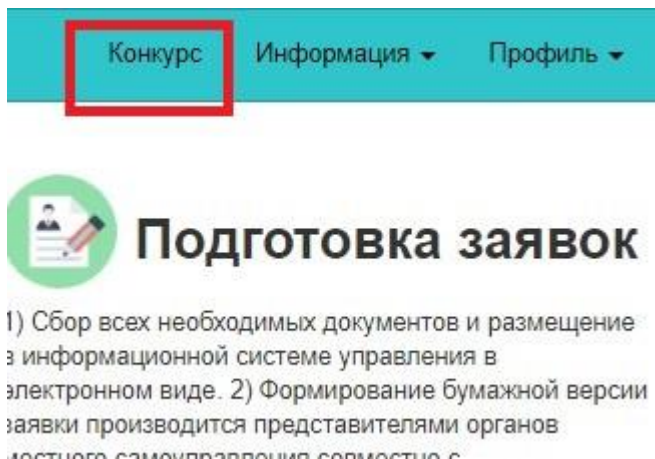 Конкурс Информация Профиль
Подготовка заявок
1) Сбор всех необходимых документов и размещение
в информационной системе управления в
электронном виде. 2) Формирование бумажной версии
заявки производится представителями органов
местного самоуправления совместно с